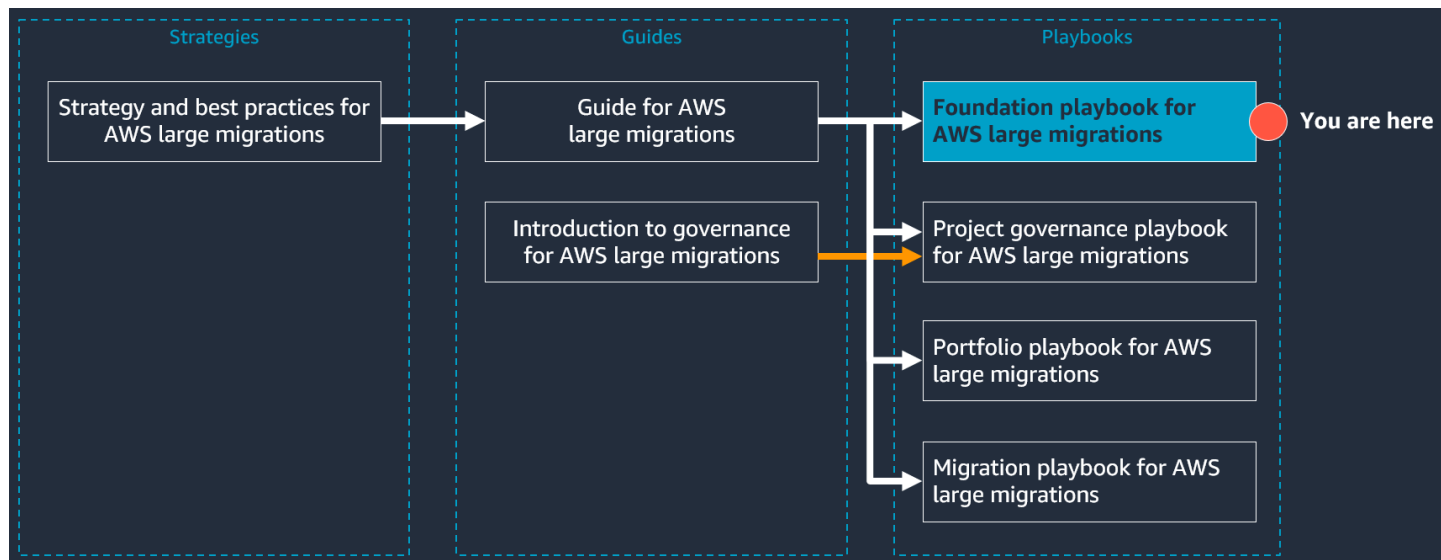 Strategies
Strategy and best practices for
AWS large migrations
Guides
Guide for AWS
large migrations
Introduction to governance
for AWS large migrations
Playbooks
Foundation playbook for
AWS large migrations
You are here
Project governance playbook
for AWS large migrations
Portfolio playbook for AWS
large migrations
Migration playbook for AWS
large migrations